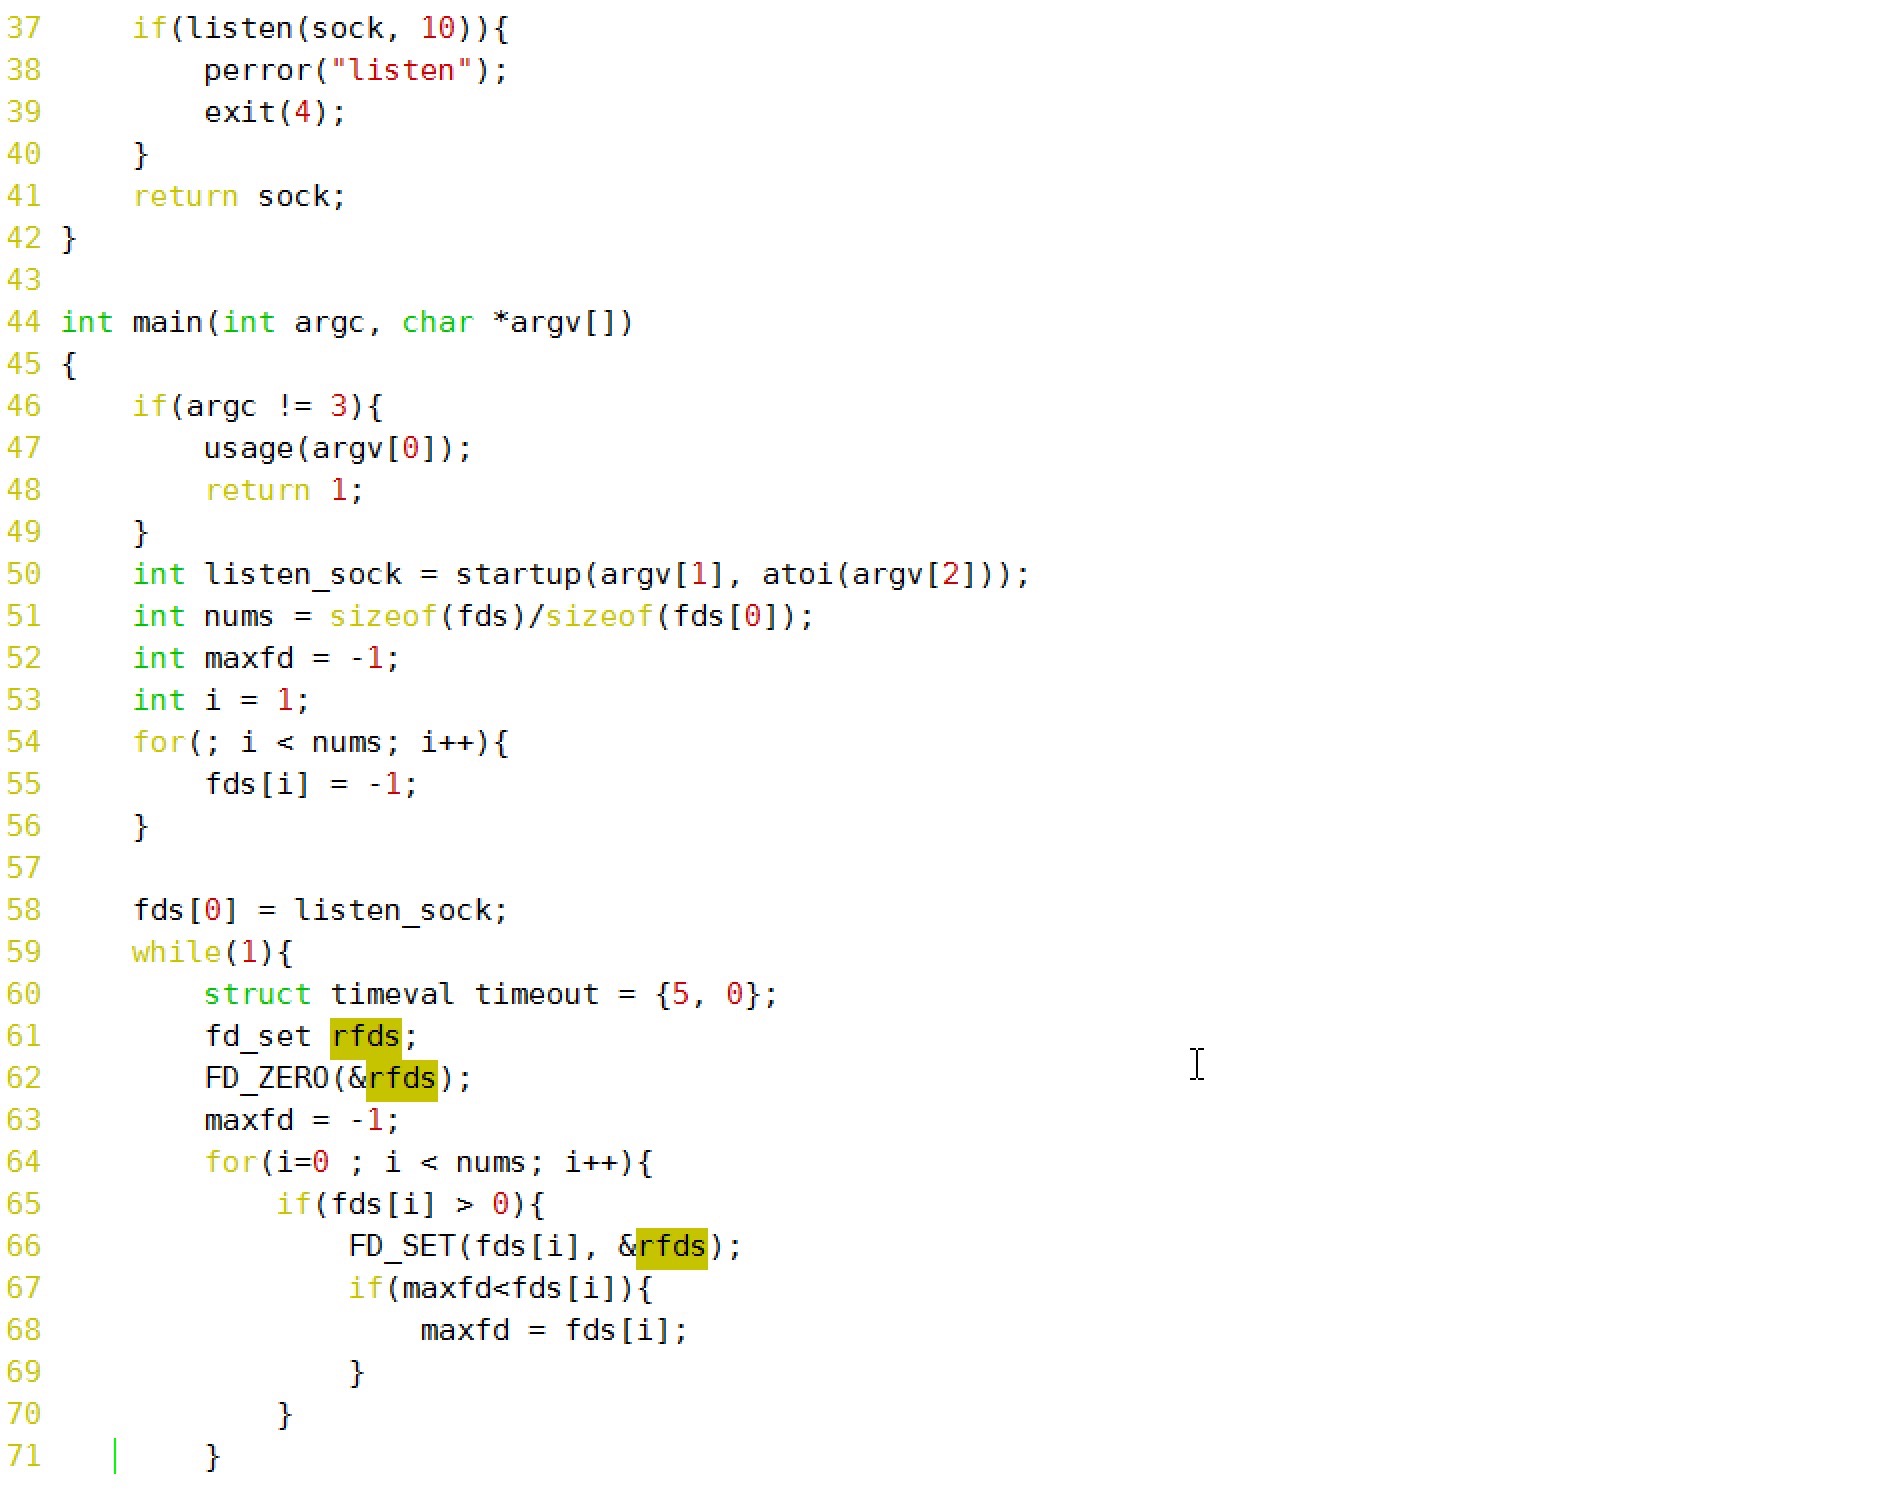 37     if(listen(sock, 10)){
38         perror("listen");
39         exit(4);
40     }
41     return sock;
42 }
43
44 int main(int argc, char *argv[])
45 {
46     if(argc != 3){
47         usage(argv[0]);
48         return 1;
49     }
50     int listen_sock = startup(argv[1], atoi(argv[2]));
51     int nums = sizeof(fds)/sizeof(fds[0]);
52     int maxfd = -1;
53     int i = 1;
54     for(; i < nums; i++){
55         fds[i] = -1;
56     }
57
58     fds[0] = listen_sock;
59     while(1){
60         struct timeval timeout = {5, 0};
61         fd_set rfds;
62         FD_ZERO(&rfds);
63         maxfd = -1;
64         for(i=0 ; i < nums; i++){
65             if(fds[i] > 0){
66                 FD_SET(fds[i], &rfds);
67                 if(maxfd<fds[i]){
68                     maxfd = fds[i];
69                 }
70             }
71         }